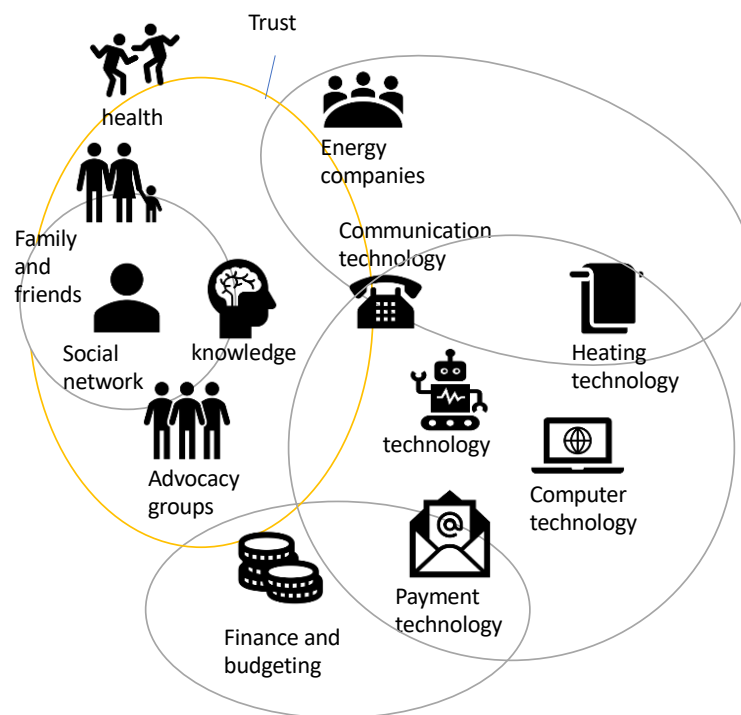 Trust
health
Energy
companies
Family
and
friends
Communication
technology
Social
network
knowledge
Heating
technology
technology
Advocacy
groups
Computer
technology
@
Payment
technology
Finance and
budgeting